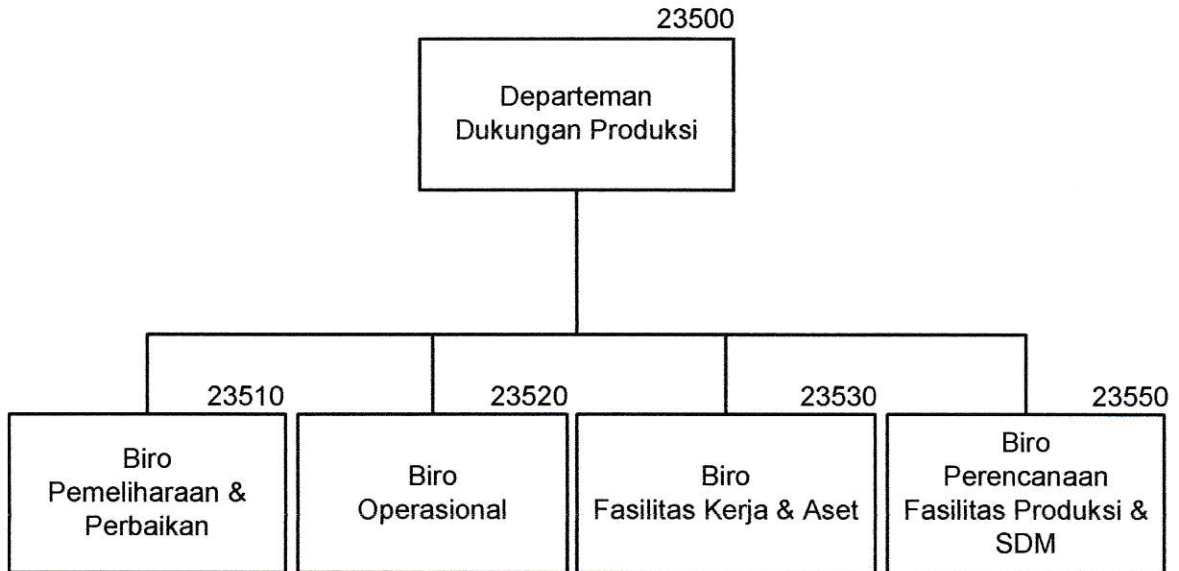 23500
Departeman
Dukungan Produksi
23510
Biro
Pemeliharaan &
Perbaikan
23520
Biro
Operasional
23530
Biro
Fasilitas Kerja & Aset
23550
Biro
Perencanaan
Fasilitas Produksi &
SDM